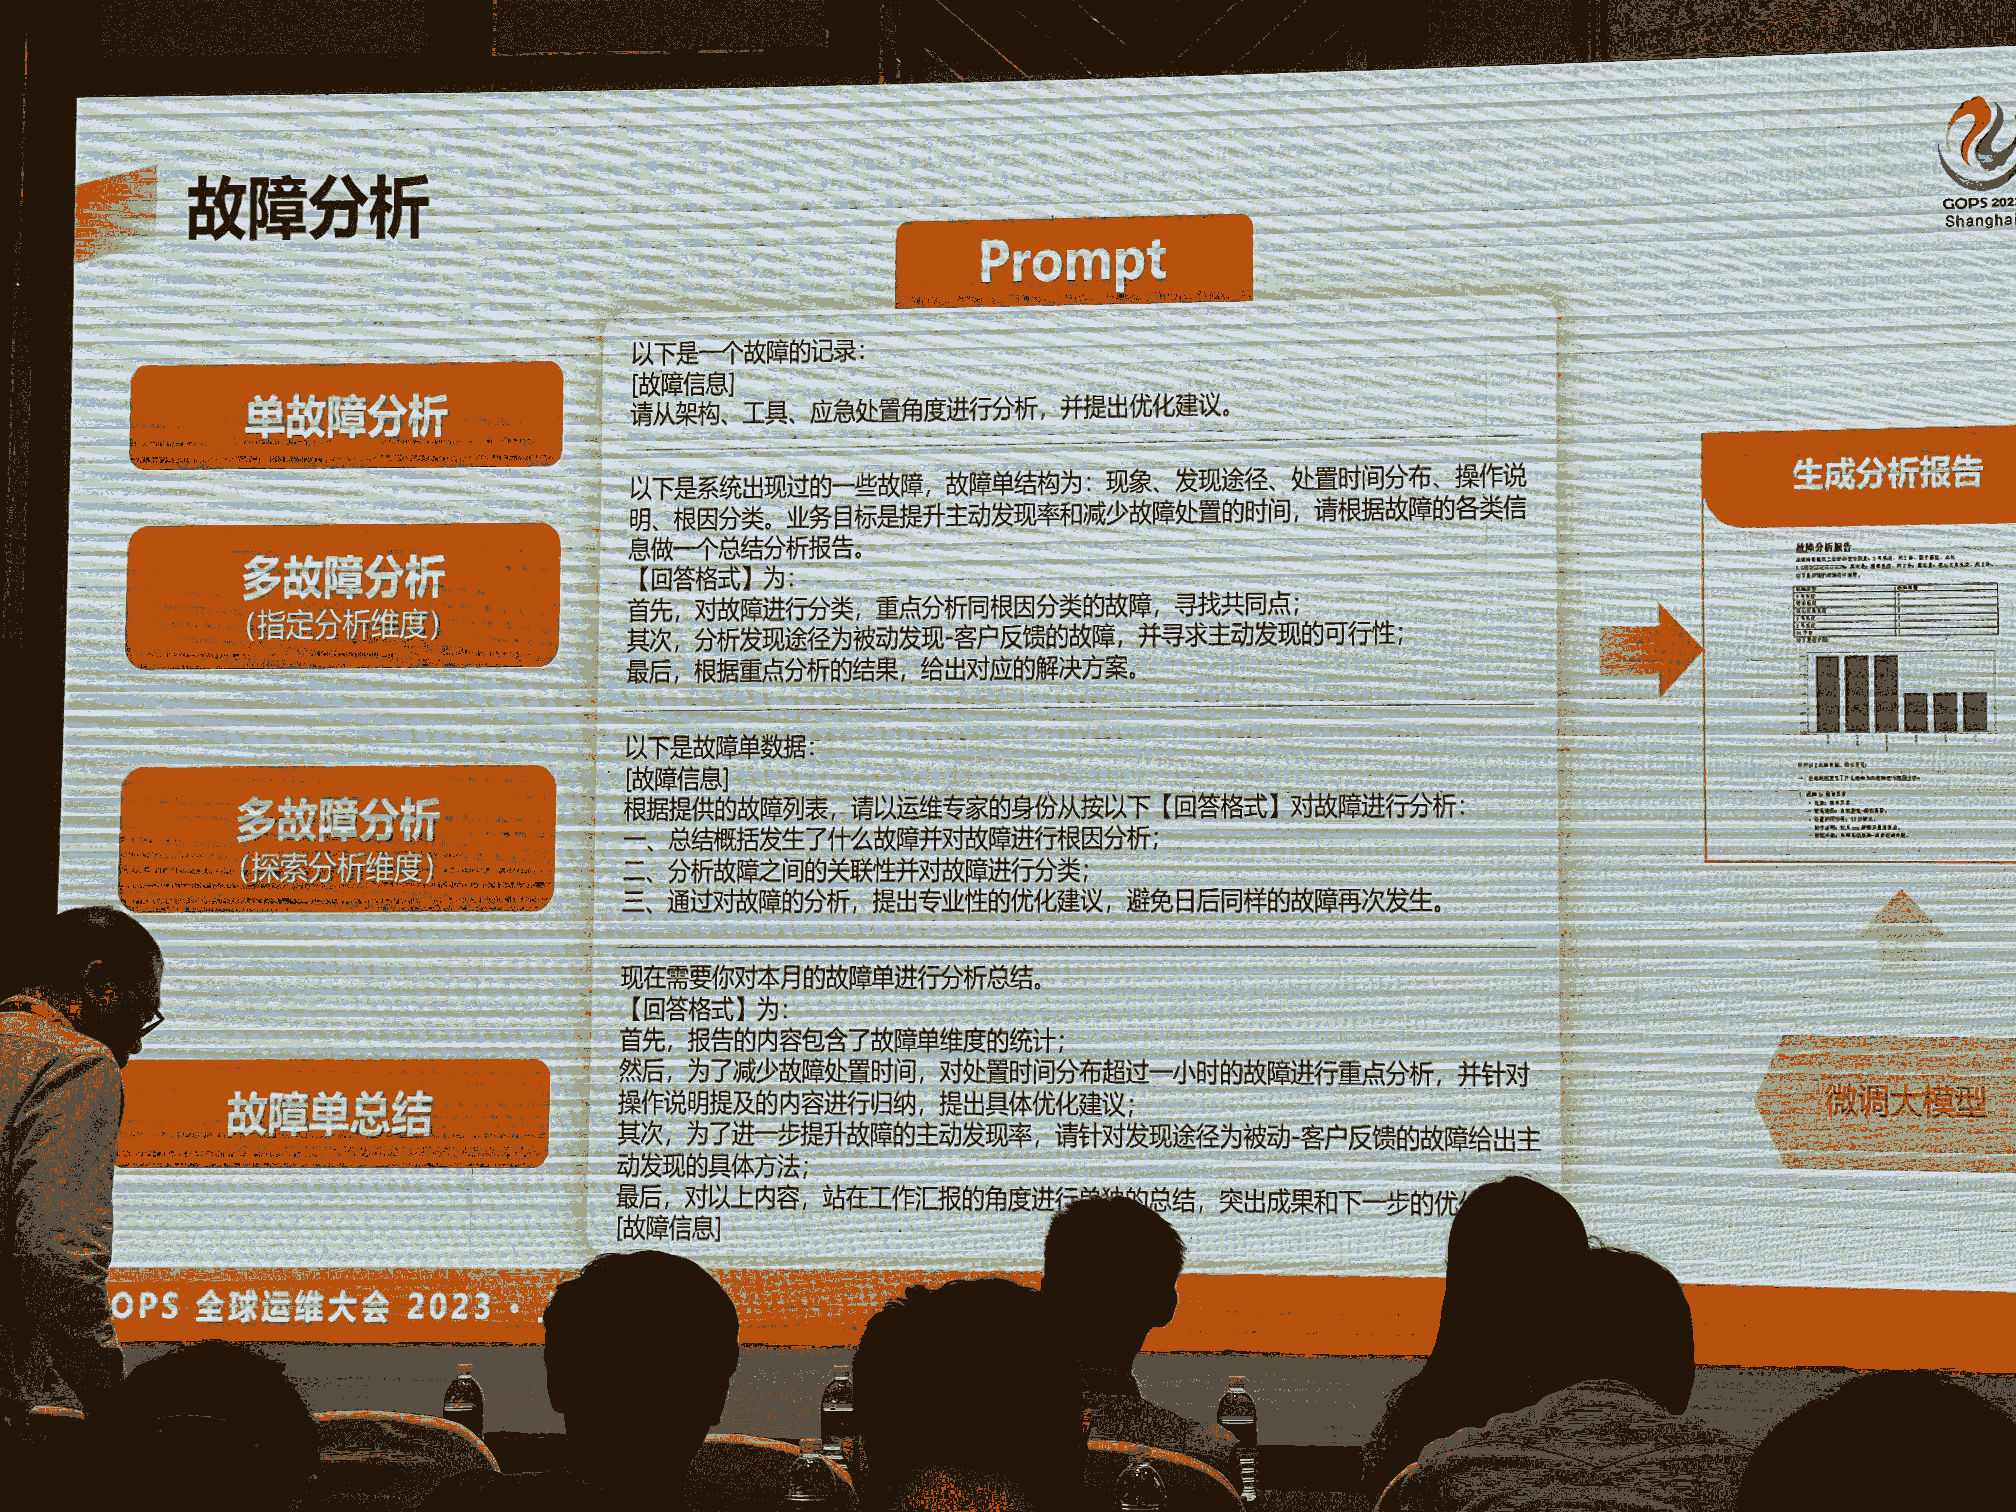 故障分析
GOPS 202
Shangha
Prompt
单故障分析
以下是一个故障的记录：
[故障信息]
请从架构、工具、应急处置角度进行分析，并提出优化建议。
多故障分析
(指定分析维度)
以下是系统出现过的一些故障，故障单结构为：现象、发现途径、处置时间分布、操作说
明、根因分类。业务目标是提升主动发现率和减少故障处置的时间，请根据故障的各类信
息做一个总结分析报告。
【回答格式】为：
首先，对故障进行分类，重点分析同根因分类的故障，寻找共同点；
其次，分析发现途径为被动发现-客户反馈的故障，并寻求主动发现的可行性；
最后，根据重点分析的结果，给出对应的解决方案。
多故障分析
(探索分析维度)
以下是故障单数据：
[故障信息]
根据提供的故障列表，请以运维专家的身份从按以下【回答格式】对故障进行分析：
一、总结概括发生了什么故障并对故障进行根因分析；
二、分析故障之间的关联性并对故障进行分类；
三、通过对故障的分析，提出专业性的优化建议，避免日后同样的故障再次发生。
故障单总结
现在需要你对本月的故障单进行分析总结。
【回答格式】为：
首先，报告的内容包含了故障单维度的统计；
然后，为了减少故障处置时间，对处置时间分布超过一小时的故障进行重点分析，并针对
操作说明提及的内容进行归纳，提出具体优化建议；
其次，为了进一步提升故障的主动发现率，请针对发现途径为被动-客户反馈的故障给出主
动发现的具体方法；
最后，对以上内容，站在工作汇报的角度进行单独的总结，突出成果和下一步的优
[故障信息]
生成分析报告
故障分析报告
微调大模型
OPS 全球运维大会 2023 ·